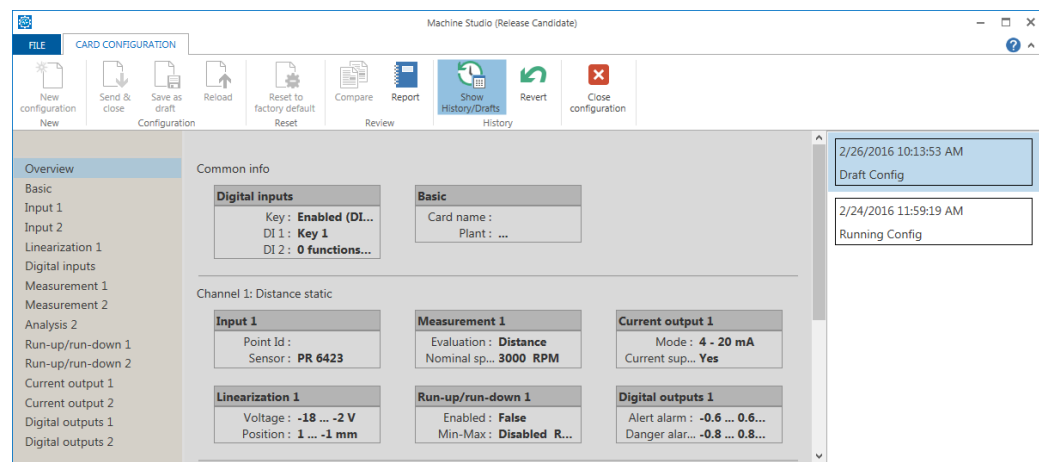 Machine Studio (Release Candidate)
FILE
CARD CONFIGURATION
New configuration
Send & close
Save as draft
Reload
Reset to factory default
Compare
Report
Show History/Drafts
Revert
Close configuration
New
Configuration
Reset
Review
History
Overview
Basic
Input 1
Input 2
Linearization 1
Digital inputs
Measurement 1
Measurement 2
Analysis 2
Run-up/run-down 1
Run-up/run-down 2
Current output 1
Current output 2
Digital outputs 1
Digital outputs 2
Common info
Digital inputs
Key : Enabled (DI...
DI 1 : Key 1
DI 2 : 0 functions...
Basic
Card name :
Plant : ...
Channel 1: Distance static
Input 1
Point Id :
Sensor : PR 6423
Measurement 1
Evaluation : Distance
Nominal sp... 3000 RPM
Current output 1
Mode : 4 - 20 mA
Current sup... Yes
Linearization 1
Voltage : -18 ... -2 V
Position : 1 ... -1 mm
Run-up/run-down 1
Enabled : False
Min-Max : Disabled R...
Digital outputs 1
Alert alarm : -0.6 ... 0.6...
Danger alar... -0.8 ... 0.8...
2/26/2016 10:13:53 AM
Draft Config
2/24/2016 11:59:19 AM
Running Config